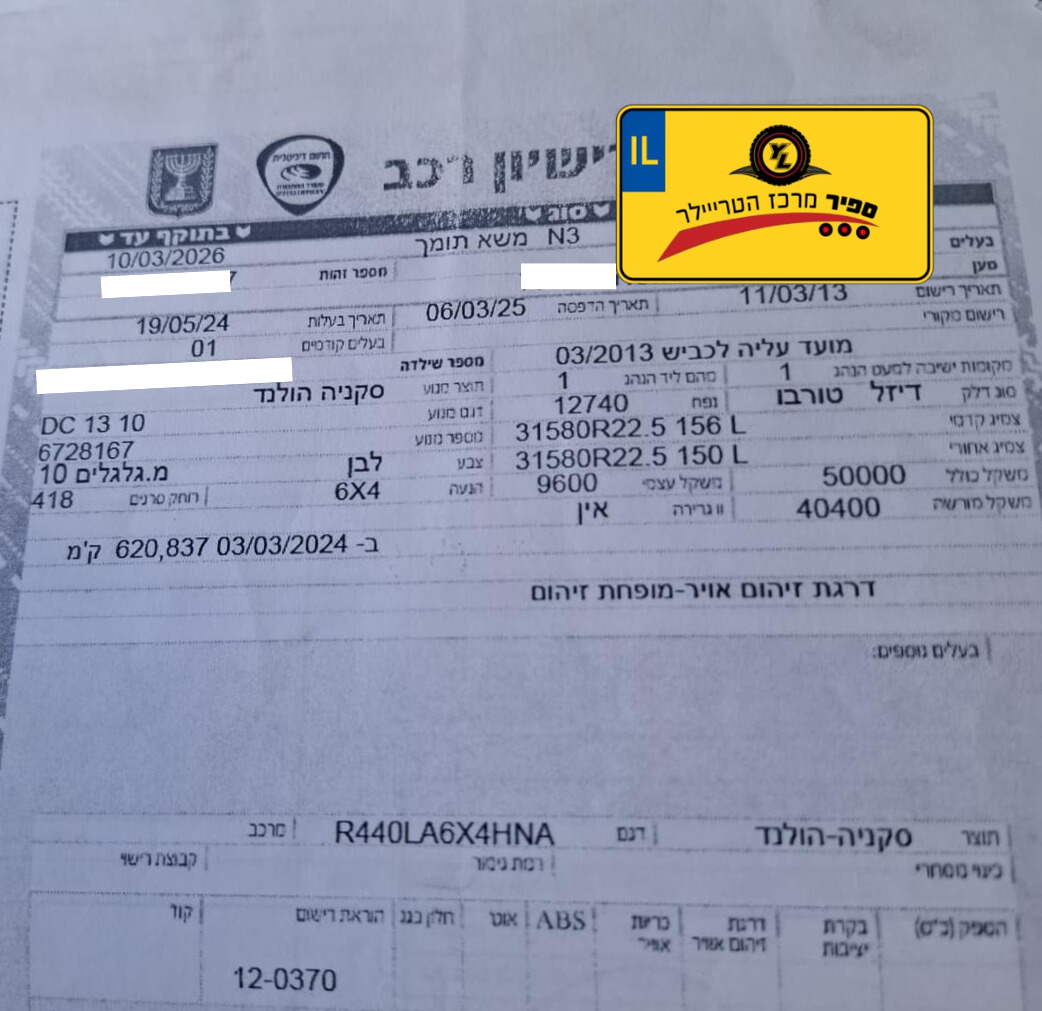 רישיון רכב
תחום דיגיטלי
IL
YL
ספיר מרכז הטריילר
סוג
בתוקף עד
בעלים
N3 משא תומך
10/03/2026
מען
מספר זהות
7
תאריך רישום 11/03/13
תאריך הדפסה 06/03/25
תאריך בעלות 19/05/24
רישום מקורי
בעלים קודמים 01
מועד עליה לכביש 03/2013
מספר שילדה
מקומות ישיבה למעט הנהג 1
מהם ליד הנהג 1
תוצר מנוע סקניה הולנד
סוג דלק דיזל טורבו
נפח 12740
דגם מנוע DC 13 10
צמיג קדמי 31580R22.5 156 L
מספר מנוע 6728167
צמיג אחורי 31580R22.5 150 L
צבע לבן
מ.גלגלים 10
משקל כולל 50000
משקל עצמי 9600
הנעה 6X4
רוחק סרנים 418
משקל מורשה 40400
וו גרירה אין
ב- 03/03/2024 620,837 ק'מ
דרגת זיהום אויר-מופחת זיהום
בעלים נוספים:
תוצר סקניה-הולנד
דגם R440LA6X4HNA
מרכב
כינוי מסחרי
רמת גימור
קבוצת רישוי
הספק (כ"ס)
בקרת יציבות
דרגת זיהום אוויר
כריות אויר
ABS
אוט
חלון בגג
הוראת רישום
קוד
12-0370